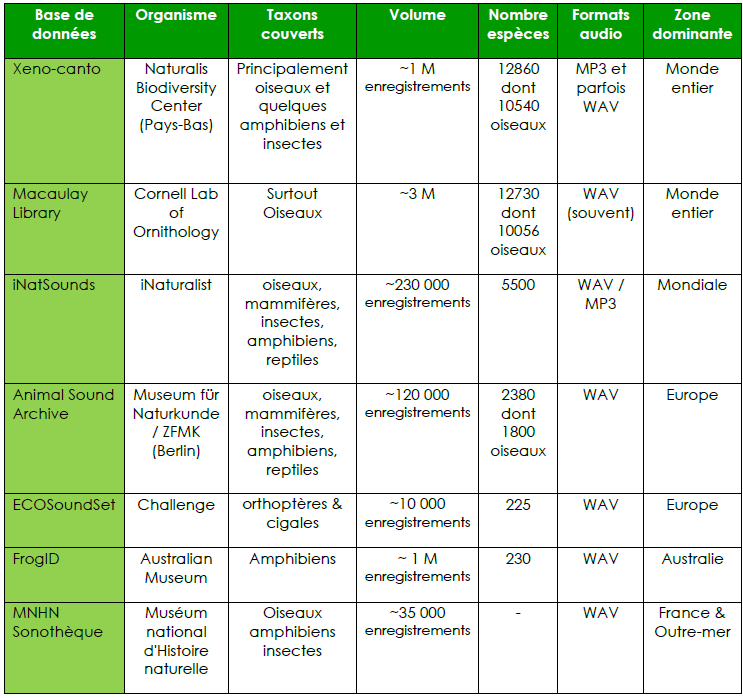 Base de données	Organisme	Taxons couverts	Volume	Nombre espèces	Formats audio	Zone dominante
Xeno-canto	Naturalis Biodiversity Center (Pays-Bas)	Principalement oiseaux et quelques amphibiens et insectes	~1 M enregistrements	12860 dont 10540 oiseaux	MP3 et parfois WAV	Monde entier
Macaulay Library	Cornell Lab of Ornithology	Surtout Oiseaux	~3 M	12730 dont 10056 oiseaux	WAV (souvent)	Monde entier
iNatSounds	iNaturalist	oiseaux, mammifères, insectes, amphibiens, reptiles	~230 000 enregistrements	5500	WAV / MP3	Mondiale
Animal Sound Archive	Museum für Naturkunde / ZFMK (Berlin)	oiseaux, mammifères, insectes, amphibiens, reptiles	~120 000 enregistrements	2380 dont 1800 oiseaux	WAV	Europe
ECOSoundSet	Challenge	orthoptères & cigales	~10 000 enregistrements	225	WAV	Europe
FrogID	Australian Museum	Amphibiens	~ 1 M enregistrements	230	WAV	Australie
MNHN Sonothèque	Muséum national d'Histoire naturelle	Oiseaux amphibiens insectes	~35 000 enregistrements	-	WAV	France & Outre-mer